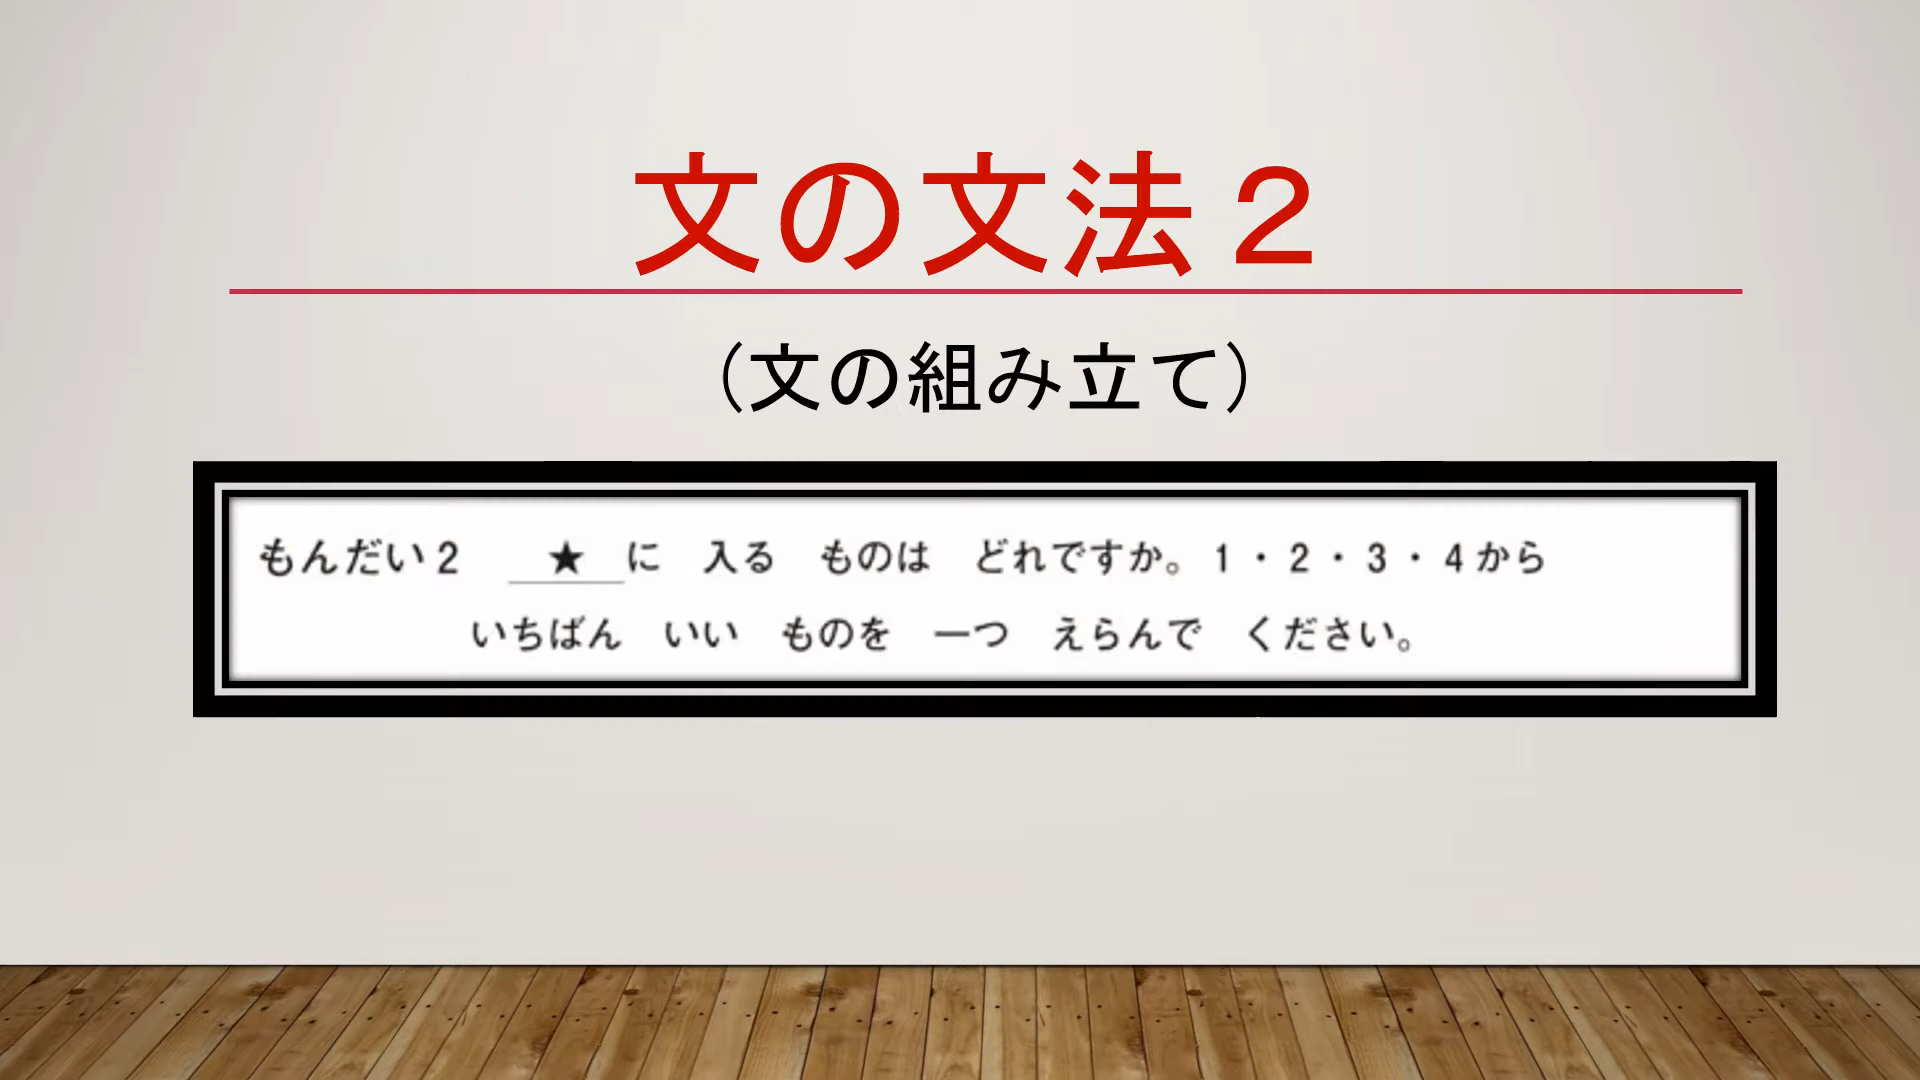 文の文法２
（文の組み立て）
もんだい２　＿★＿に　入る　ものは　どれですか。１・２・３・４から
いちばん　いい　ものを　一つ　えらんで　ください。